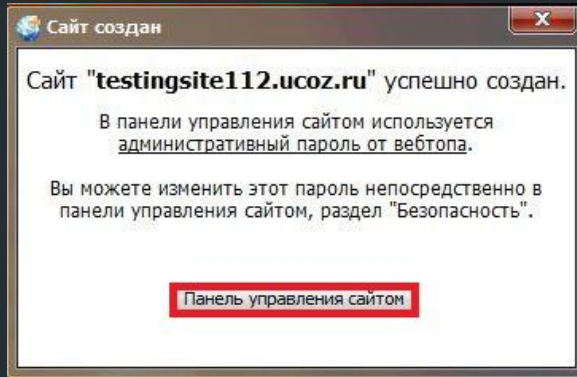 Сайт создан
Сайт "testingsite112.ucoz.ru" успешно создан.
В панели управления сайтом используется
административный пароль от вебтопа.
Вы можете изменить этот пароль непосредственно в
панели управления сайтом, раздел "Безопасность".
Панель управления сайтом